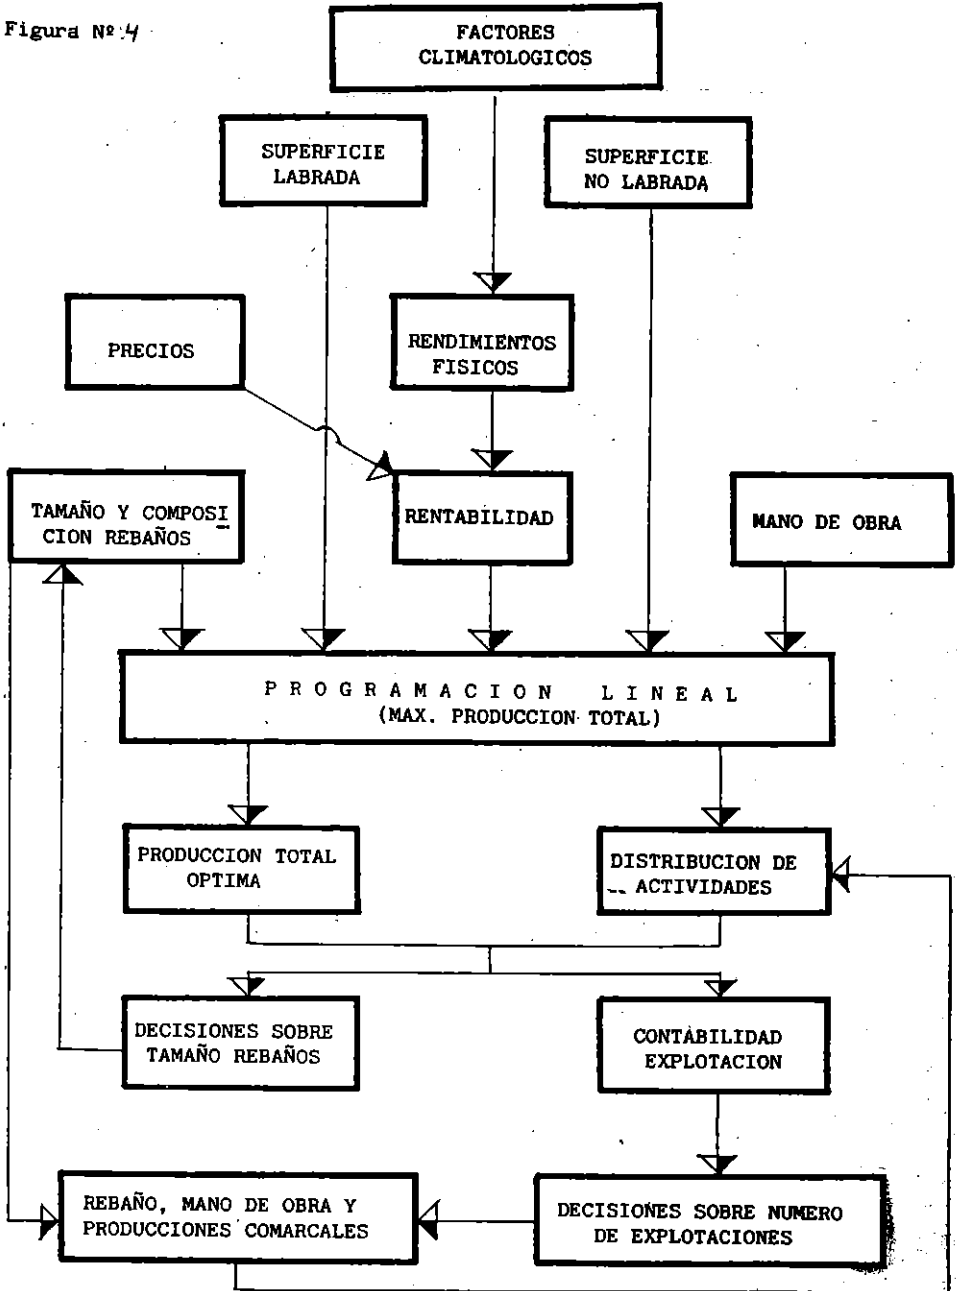 Figura Nº 4
FACTORES
CLIMATOLOGICOS
SUPERFICIE
LABRADA
SUPERFICIE
NO LABRADA
PRECIOS
RENDIMIENTOS
FISICOS
TAMAÑO Y COMPOSI
CION REBAÑOS
RENTABILIDAD
MANO DE OBRA
PROGRAMACION LINEAL
(MAX. PRODUCCION TOTAL)
PRODUCCION TOTAL
OPTIMA
DISTRIBUCION DE
ACTIVIDADES
DECISIONES SOBRE
TAMAÑO REBAÑOS
CONTABILIDAD
EXPLOTACION
REBAÑO, MANO DE OBRA Y
PRODUCCIONES COMARCALES
DECISIONES SOBRE NUMERO
DE EXPLOTACIONES